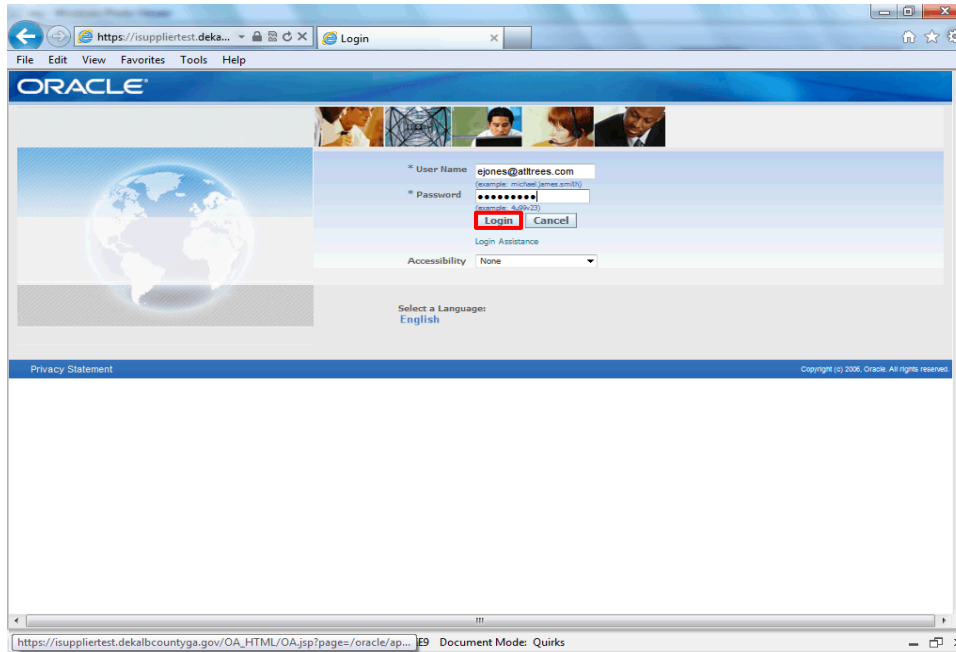 https://isuppliertest.deka...
Login
File Edit View Favorites Tools Help
ORACLE
* User Name ejones@atltrees.com
(example: michael.james.smith)
* Password
(example: 4u99v23)
Login Cancel
Login Assistance
Accessibility None
Select a Language:
English
Privacy Statement
Copyright (c) 2006, Oracle. All rights reserved.
https://isuppliertest.dekalbcountyga.gov/OA_HTML/OA.jsp?page=/oracle/ap...
E9 Document Mode: Quirks